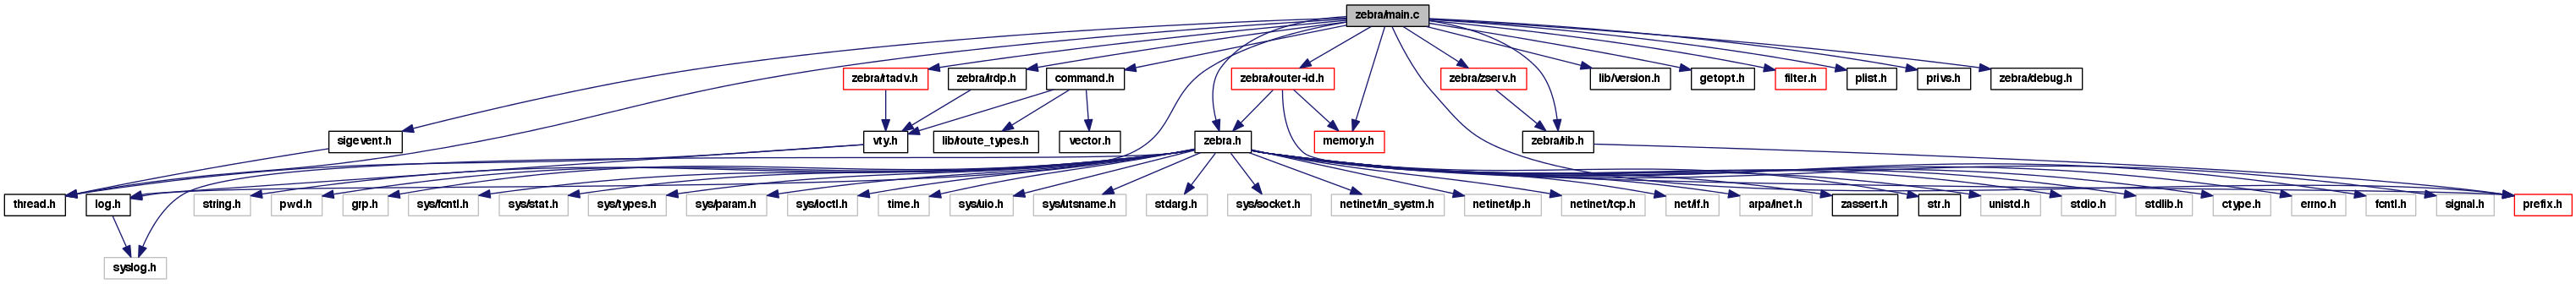 zebra/main.c
zebra/rtadv.h
zebra/irdp.h
command.h
zebra/router-id.h
zebra/zserv.h
lib/version.h
getopt.h
filter.h
plist.h
privs.h
zebra/debug.h
sigevent.h
vty.h
lib/route_types.h
vector.h
zebra.h
memory.h
zebra/rib.h
thread.h
log.h
string.h
pwd.h
grp.h
sys/fcntl.h
sys/stat.h
sys/types.h
sys/param.h
sys/ioctl.h
time.h
sys/uio.h
sys/utsname.h
stdarg.h
sys/socket.h
netinet/in_systm.h
netinet/ip.h
netinet/tcp.h
net/if.h
arpa/inet.h
zassert.h
str.h
unistd.h
stdio.h
stdlib.h
ctype.h
errno.h
fcntl.h
signal.h
prefix.h
syslog.h